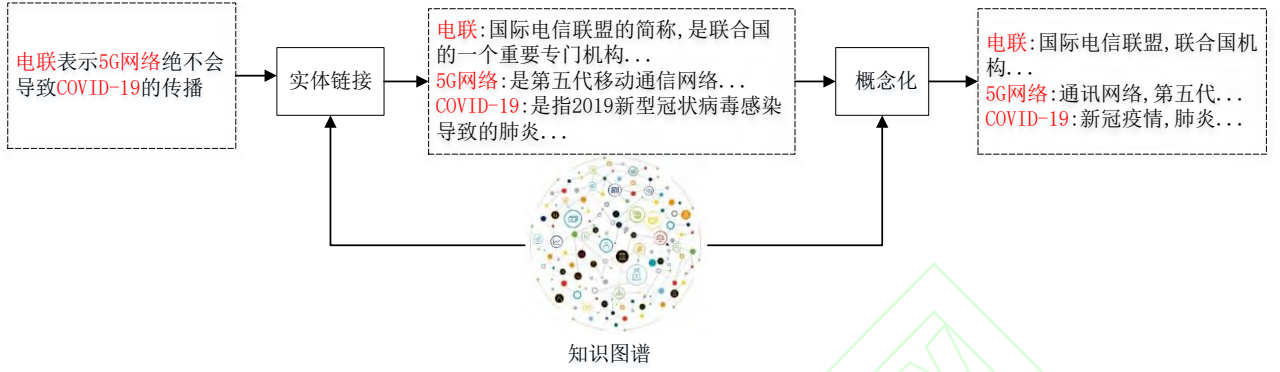 电联表示5G网络绝不会
导致COVID-19的传播
实体链接
电联:国际电信联盟的简称,是联合国
的一个重要专门机构...
5G网络:是第五代移动通信网络...
COVID-19:是指2019新型冠状病毒感染
导致的肺炎...
概念化
电联:国际电信联盟,联合国机
构...
5G网络:通讯网络,第五代...
COVID-19:新冠疫情,肺炎...
知识图谱